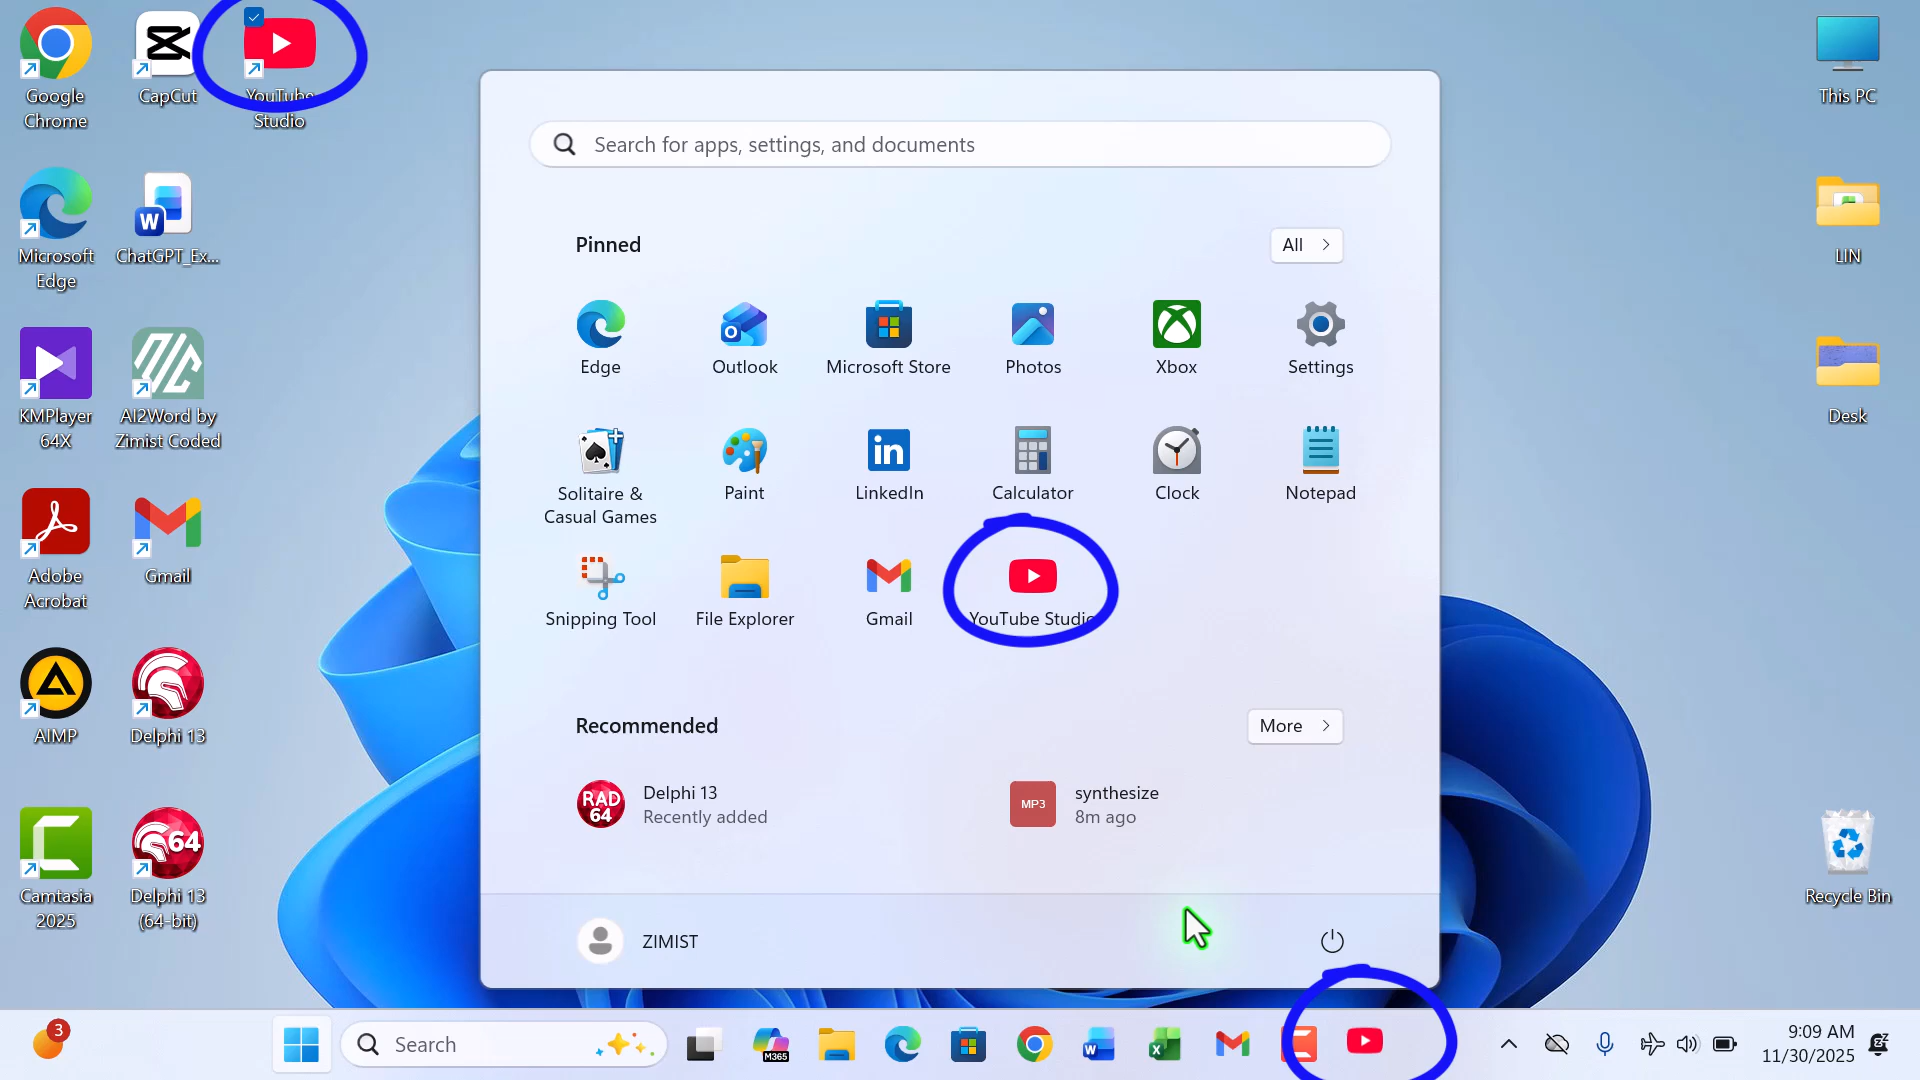 Google
Chrome
CapCut
YouTube
Studio
Microsoft
Edge
W
ChatGPT_Ex...
KMPlayer
64X
AI2Word by
Zimist Coded
Adobe
Acrobat
Gmail
AIMP
Delphi 13
Camtasia
2025
64
Delphi 13
(64-bit)
Search for apps, settings, and documents
Pinned
All
Edge
O
Outlook
Microsoft Store
Photos
Xbox
Settings
Solitaire &
Casual Games
Paint
in
LinkedIn
Calculator
Clock
Notepad
Snipping Tool
File Explorer
Gmail
YouTube Studio
Recommended
More
RAD
64
Delphi 13
Recently added
MP3
synthesize
8m ago
ZIMIST
This PC
LIN
Desk
Recycle Bin
3
Search
M365
W
X
9:09 AM
11/30/2025